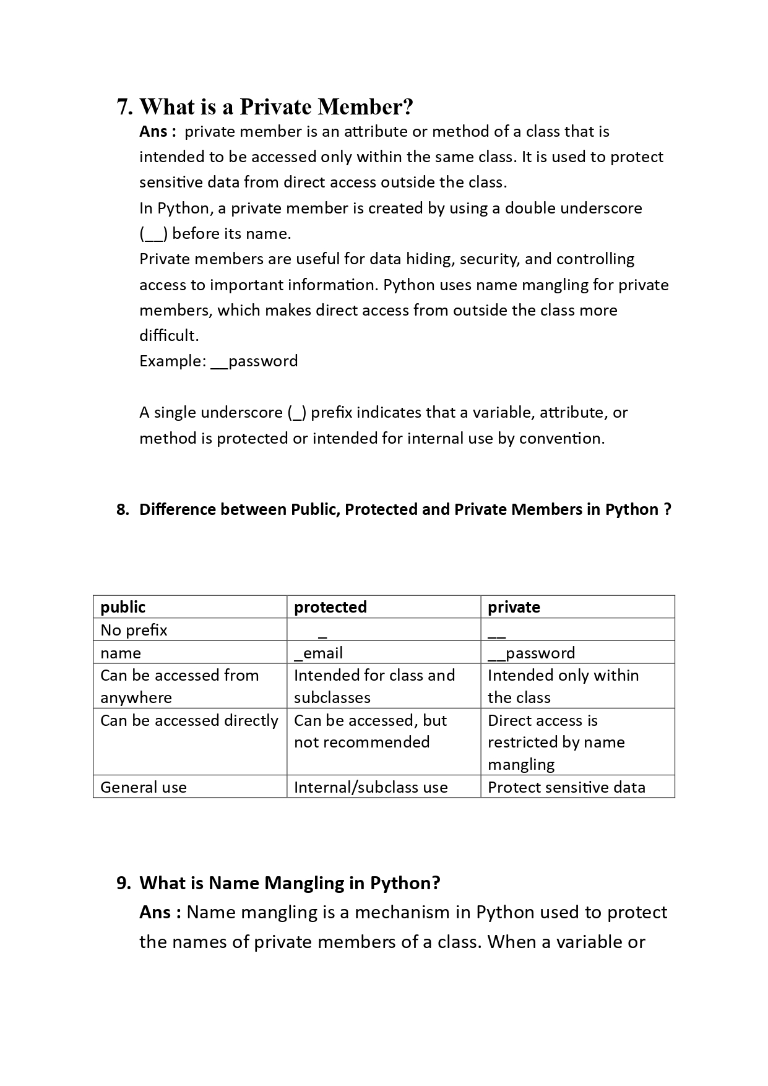 7. What is a Private Member?
Ans :  private member is an attribute or method of a class that is
intended to be accessed only within the same class. It is used to protect
sensitive data from direct access outside the class.
In Python, a private member is created by using a double underscore
(__) before its name.
Private members are useful for data hiding, security, and controlling
access to important information. Python uses name mangling for private
members, which makes direct access from outside the class more
difficult.
Example: __password
A single underscore (_) prefix indicates that a variable, attribute, or
method is protected or intended for internal use by convention.
8. Difference between Public, Protected and Private Members in Python ?
public protected private
No prefix _ __
name _email __password
Can be accessed from Intended for class and Intended only within
anywhere subclasses the class
Can be accessed directly Can be accessed, but Direct access is
not recommended restricted by name
mangling
General use Internal/subclass use Protect sensitive data
9. What is Name Mangling in Python?
Ans : Name mangling is a mechanism in Python used to protect
the names of private members of a class. When a variable or